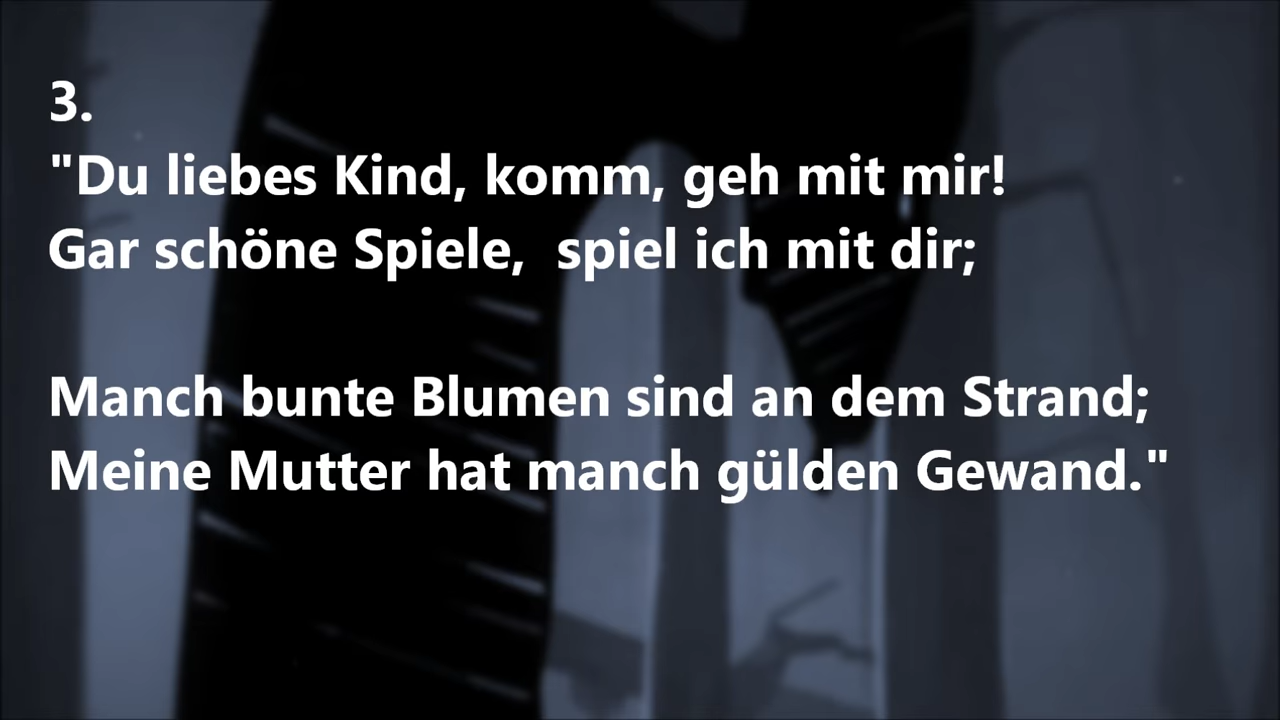 3.
"Du liebes Kind, komm, geh mit mir!
Gar schöne Spiele,  spiel ich mit dir;
Manch bunte Blumen sind an dem Strand;
Meine Mutter hat manch gülden Gewand."